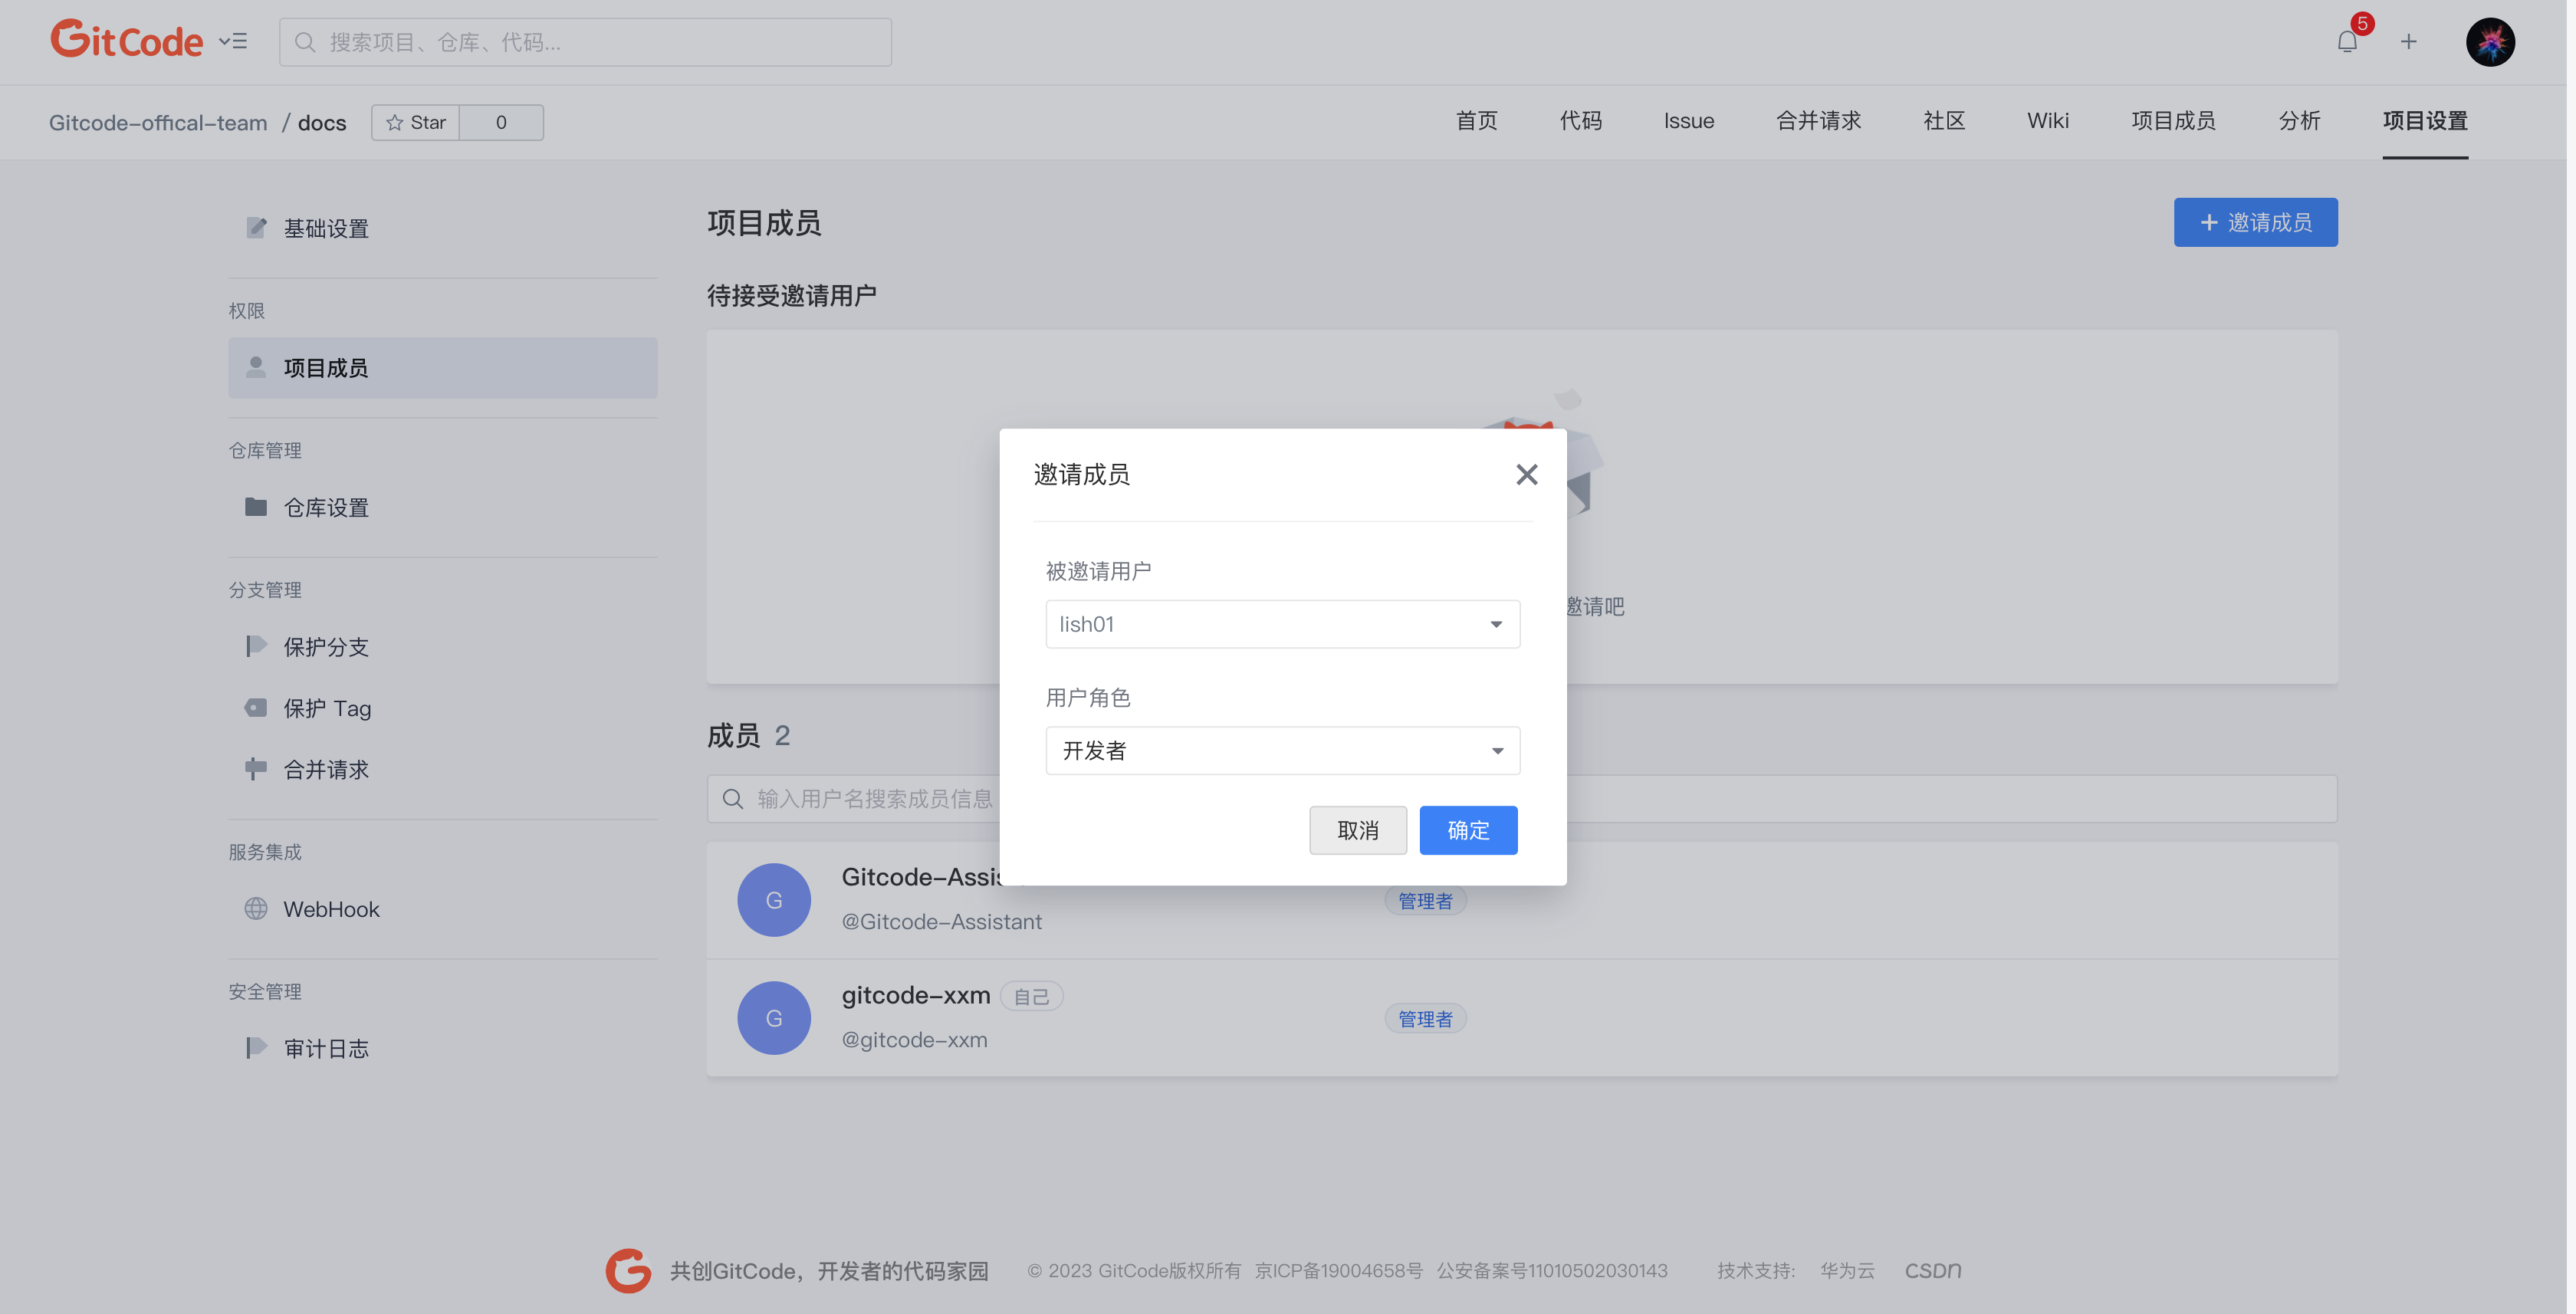 GitCode
搜索项目、仓库、代码...
5
Gitcode-offical-team / docs
Star 0
首页 代码 Issue 合并请求 社区 Wiki 项目成员 分析 项目设置
基础设置
权限
项目成员
仓库管理
仓库设置
分支管理
保护分支
保护 Tag
合并请求
服务集成
WebHook
安全管理
审计日志
项目成员
+ 邀请成员
待接受邀请用户
邀请吧
邀请成员
被邀请用户
lish01
用户角色
开发者
取消 确定
成员 2
输入用户名搜索成员信息
G
Gitcode-Assis
@Gitcode-Assistant
管理者
G
gitcode-xxm 自己
@gitcode-xxm
管理者
共创GitCode，开发者的代码家园 © 2023 GitCode版权所有 京ICP备19004658号 公安备案号11010502030143 技术支持: 华为云 CSDN